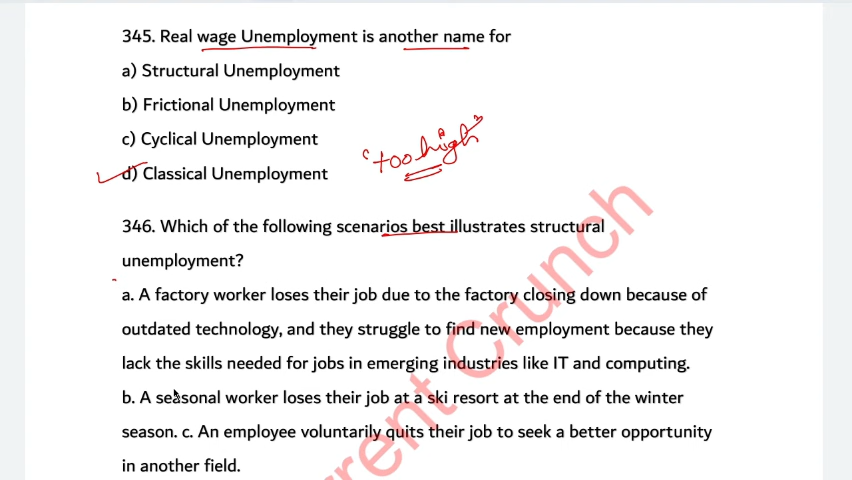 345. Real wage Unemployment is another name for
a) Structural Unemployment
b) Frictional Unemployment
c) Cyclical Unemployment
"too high"
d) Classical Unemployment
346. Which of the following scenarios best illustrates structural
unemployment?
a. A factory worker loses their job due to the factory closing down because of
outdated technology, and they struggle to find new employment because they
lack the skills needed for jobs in emerging industries like IT and computing.
b. A seasonal worker loses their job at a ski resort at the end of the winter
season. c. An employee voluntarily quits their job to seek a better opportunity
in another field.
rrent Crunch